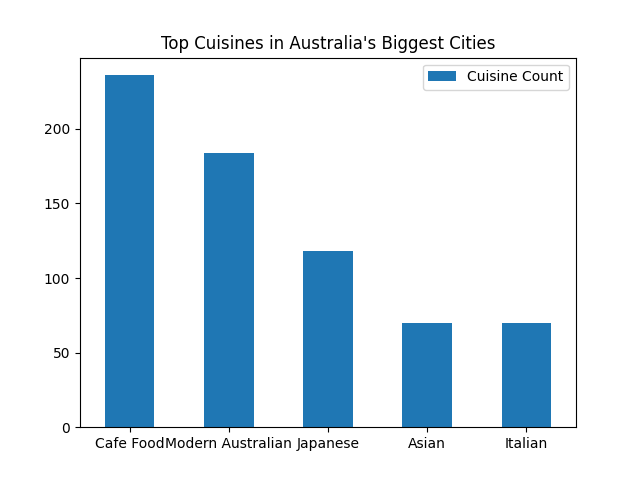 Top Cuisines in Australia's Biggest Cities
Cuisine Count
200
150
100
50
0
Cafe Food Modern Australian Japanese Asian Italian